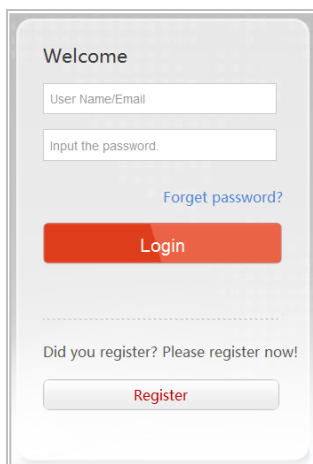 Welcome
User Name/Email
Input the password.
Forget password?
Login
Did you register? Please register now!
Register